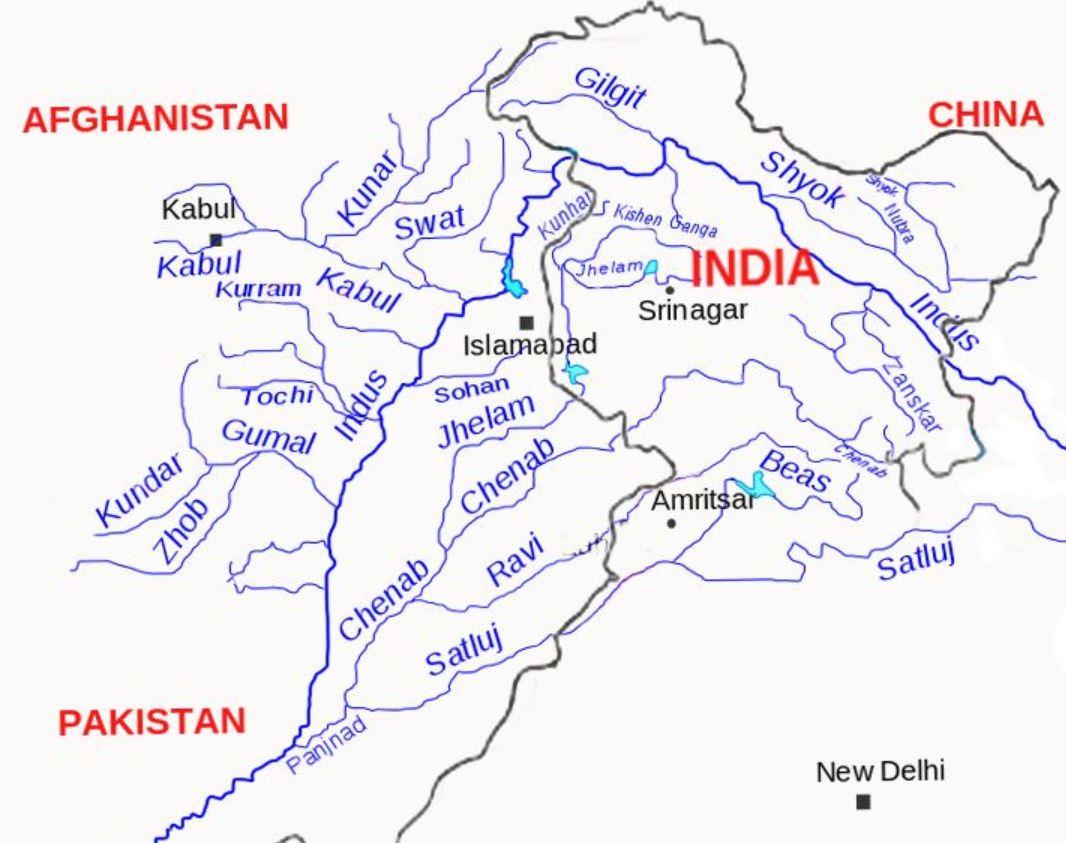 Gilgit
AFGHANISTAN
CHINA
Shyok
Shyok
Kunar
Nubra
Kabul
Swat
Kunhar
Kishen Ganga
Kabul
Kurram
Kabul
Jhelam
INDIA
Srinagar
Indus
Islamabad
Sohan
Zanskar
Tochi
Indus
Jhelam
Gumal
Chenab
Chenab
Kundar
Beas
Zhob
Amritsar
Ravi
Satluj
Chenab
Satluj
PAKISTAN
Panjnad
New Delhi